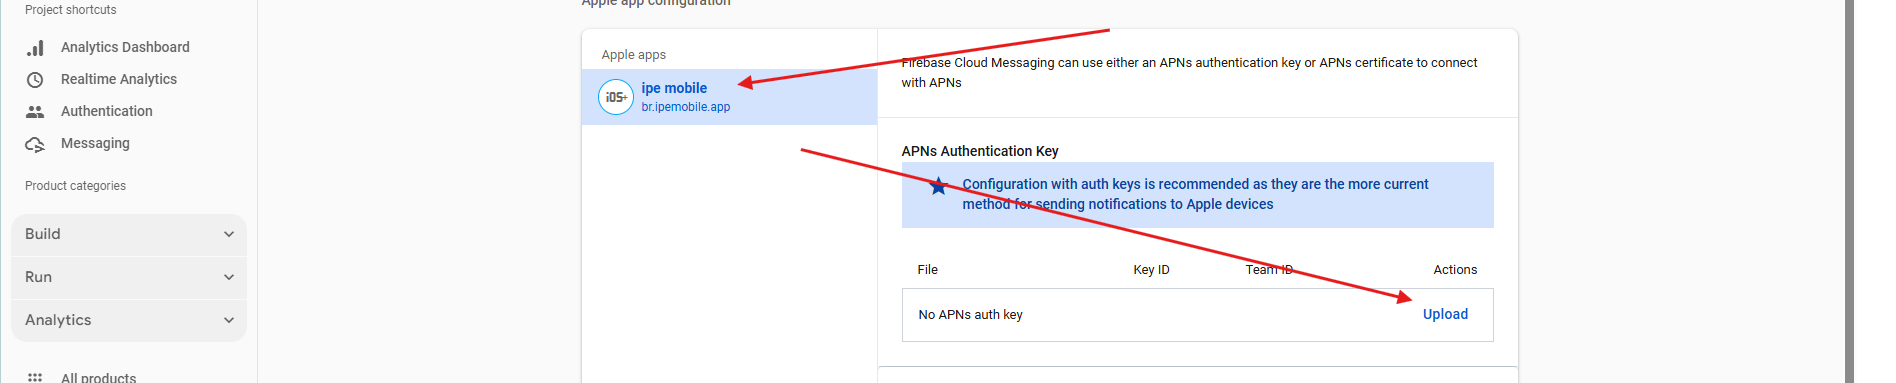 Project shortcuts
Analytics Dashboard
Realtime Analytics
Authentication
Messaging
Product categories
Build
Run
Analytics
All products
Apple app configuration
Apple apps
iOS+
ipe mobile
br.ipemobile.app
Firebase Cloud Messaging can use either an APNs authentication key or APNs certificate to connect
with APNs
APNs Authentication Key
Configuration with auth keys is recommended as they are the more current
method for sending notifications to Apple devices
File Key ID Team ID Actions
No APNs auth key Upload